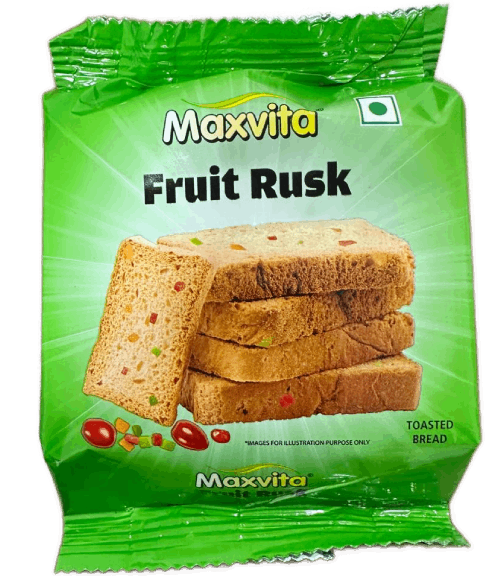 Maxvita
Fruit Rusk
*IMAGES FOR ILLUSTRATION PURPOSE ONLY
TOASTED
BREAD
Maxvita